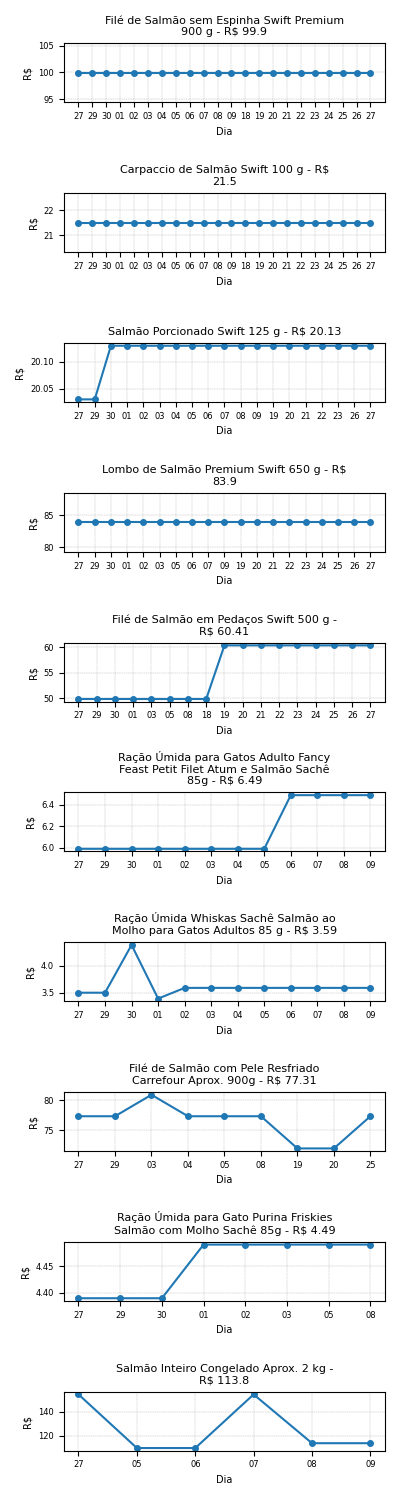 Filé de Salmão sem Espinha Swift Premium
900 g - R$ 99.9
105
100
95
R$
27 29 30 01 02 03 04 05 06 07 08 09 18 19 20 21 22 23 24 25 26 27
Dia
Carpaccio de Salmão Swift 100 g - R$
21.5
22
21
R$
27 29 30 01 02 03 04 05 06 07 08 09 18 19 20 21 22 23 24 25 26 27
Dia
Salmão Porcionado Swift 125 g - R$ 20.13
20.10
20.05
R$
27 29 30 01 02 03 04 05 06 07 08 09 19 20 21 22 23 26 27
Dia
Lombo de Salmão Premium Swift 650 g - R$
83.9
85
80
R$
27 29 30 01 02 03 05 06 07 09 20 21 22 23 24 25 26 27
Dia
Filé de Salmão em Pedaços Swift 500 g -
R$ 60.41
60
55
50
R$
27 29 30 01 03 05 08 18 19 20 21 22 23 24 25 26 27
Dia
Ração Úmida para Gatos Adulto Fancy
Feast Petit Filet Atum e Salmão Sachê
85g - R$ 6.49
6.4
6.2
6.0
R$
27 29 30 01 02 03 04 05 06 07 08 09
Dia
Ração Úmida Whiskas Sachê Salmão ao
Molho para Gatos Adultos 85 g - R$ 3.59
4.0
3.5
R$
27 29 30 01 02 03 04 05 06 07 08 09
Dia
Filé de Salmão com Pele Resfriado
Carrefour Aprox. 900g - R$ 77.31
80
75
R$
27 29 03 04 05 08 19 20 25
Dia
Ração Úmida para Gato Purina Friskies
Salmão com Molho Sachê 85g - R$ 4.49
4.45
4.40
R$
27 29 30 01 02 03 05 08
Dia
Salmão Inteiro Congelado Aprox. 2 kg -
R$ 113.8
140
120
R$
27 05 06 07 08 09
Dia